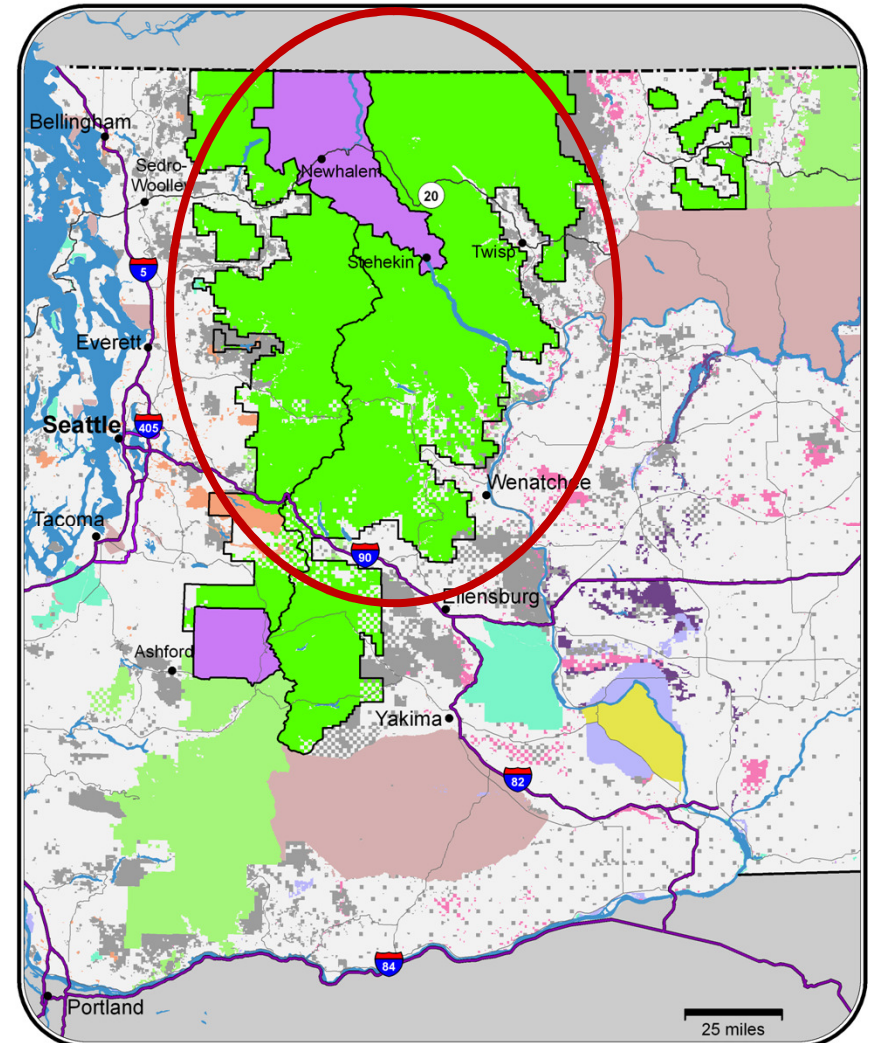 Bellingham
Sedro-
Woolley
Newhalem
20
Stehekin
Twisp
5
Everett
405
Seattle
Wenatchee
Tacoma
90
Ellensburg
Ashford
Yakima
82
84
Portland
25 miles